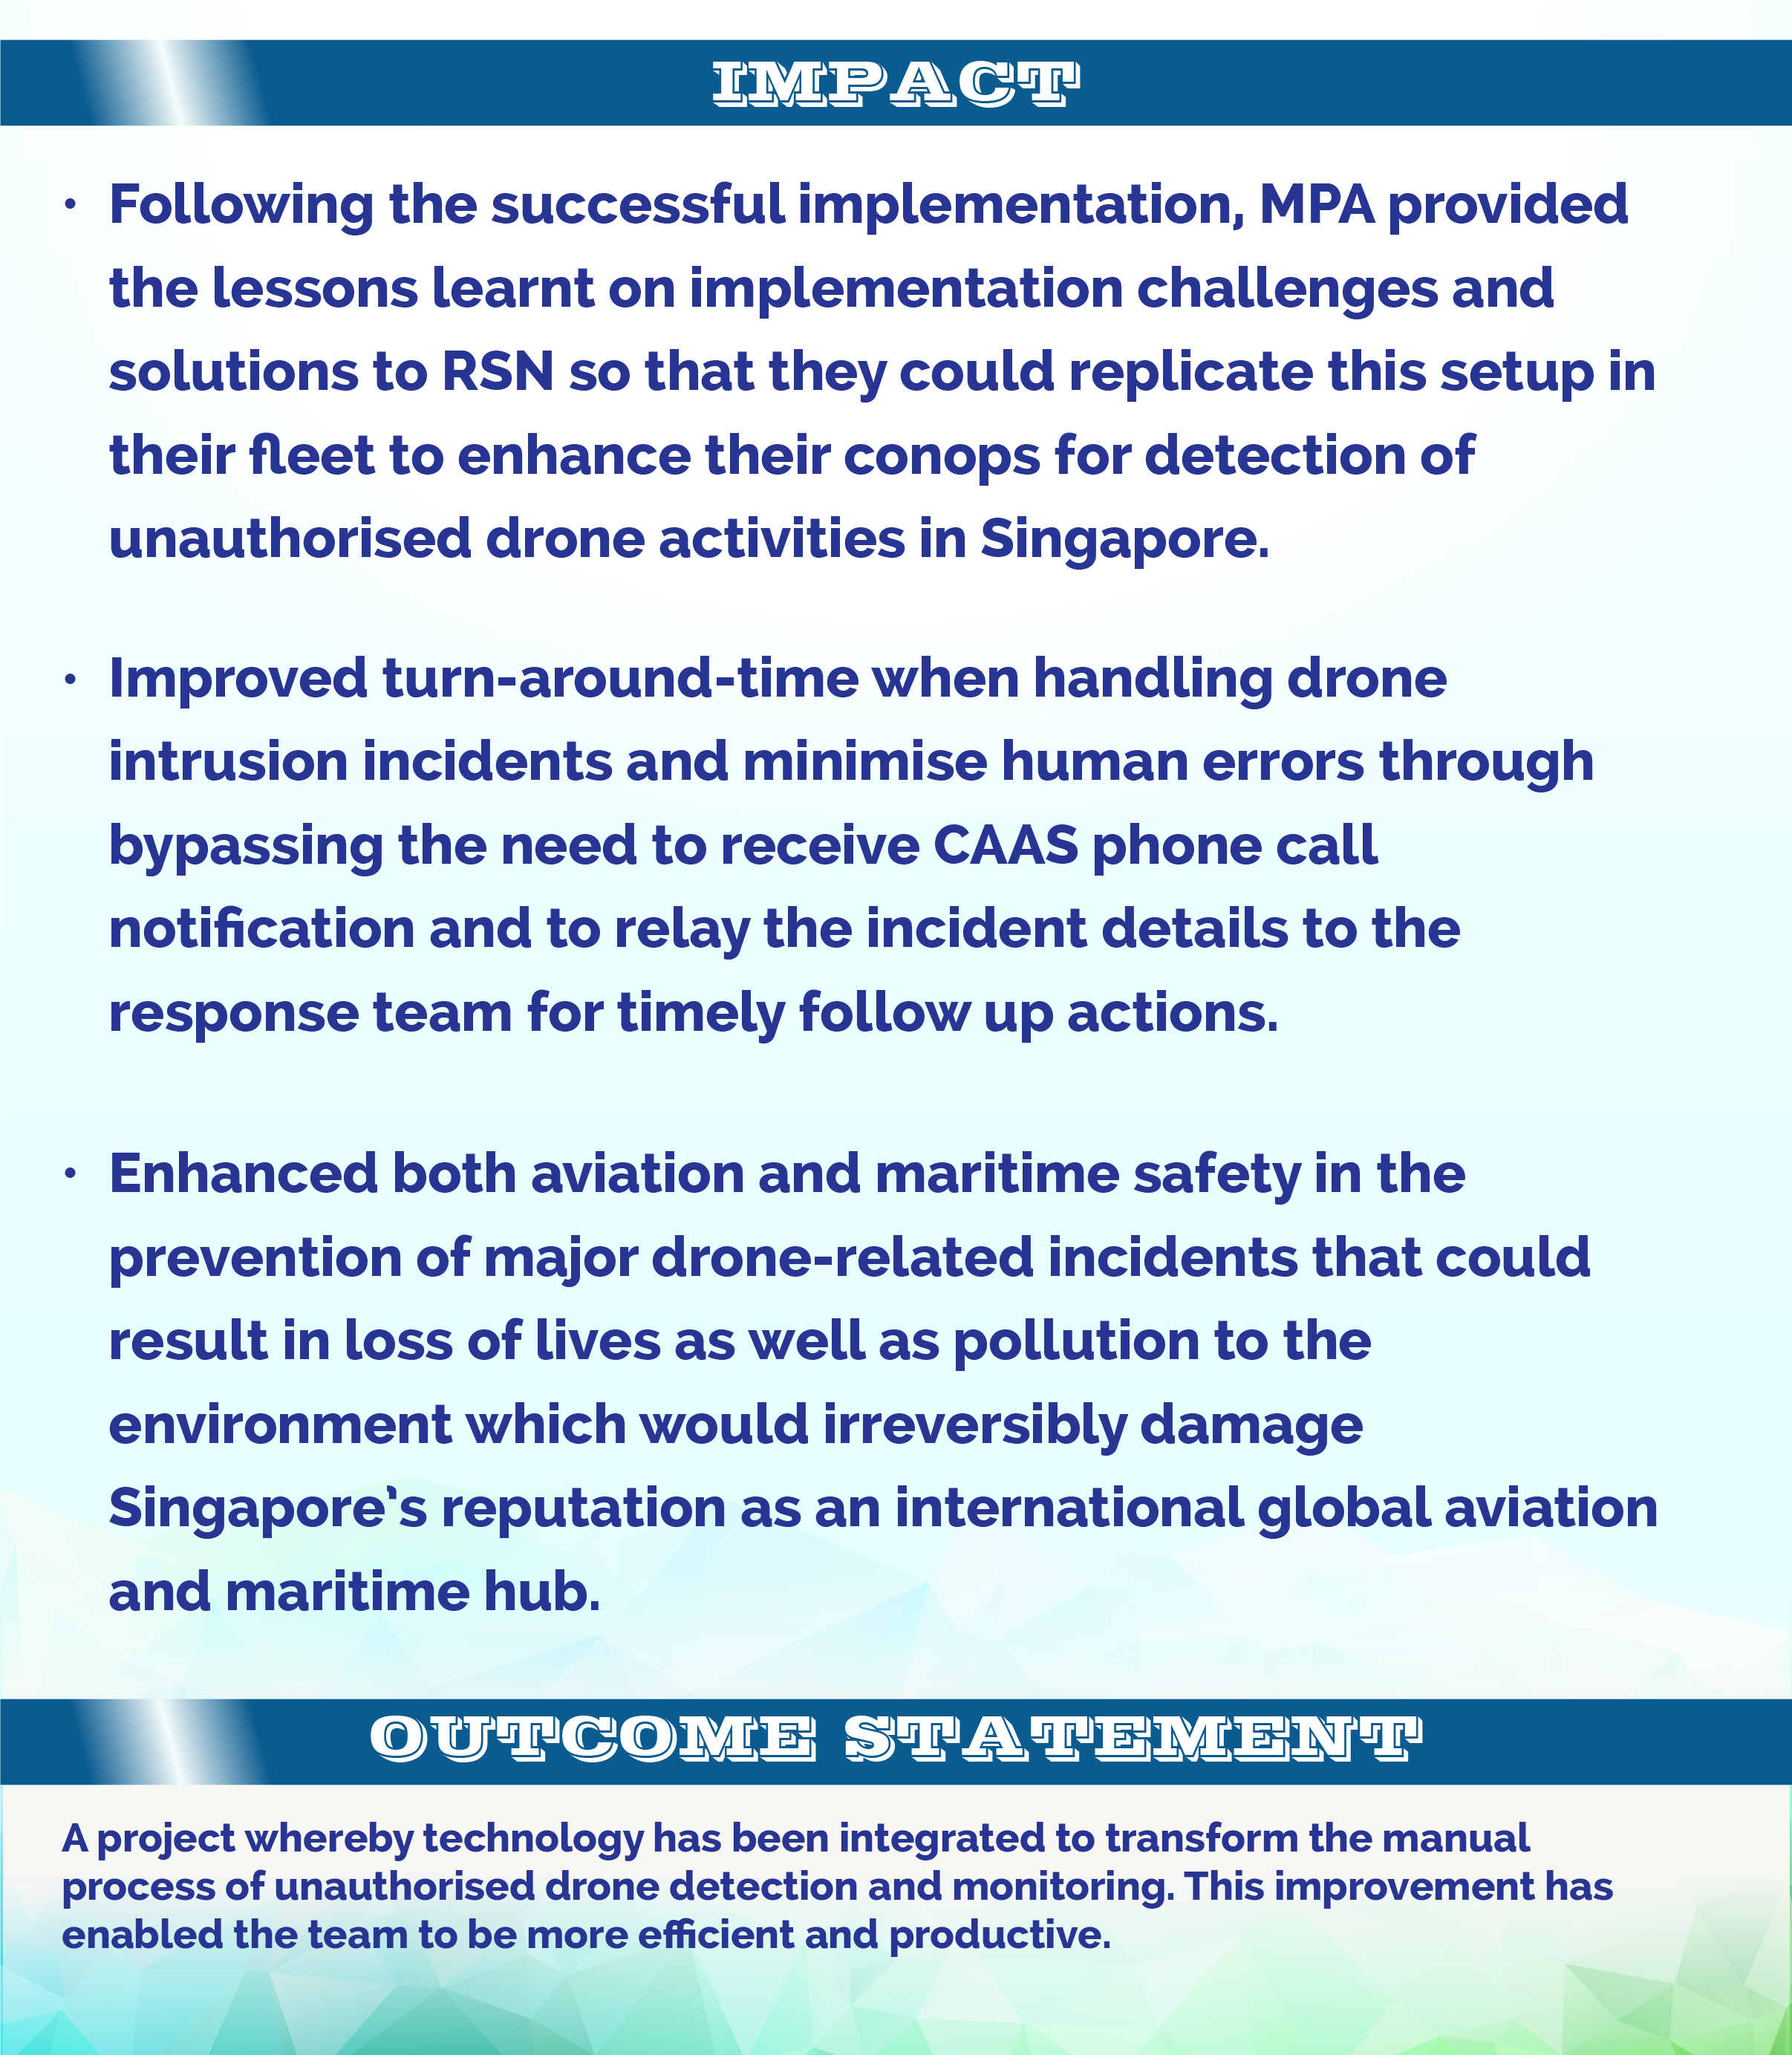 IMPACT
• Following the successful implementation, MPA provided
the lessons learnt on implementation challenges and
solutions to RSN so that they could replicate this setup in
their fleet to enhance their conops for detection of
unauthorised drone activities in Singapore.
• Improved turn-around-time when handling drone
intrusion incidents and minimise human errors through
bypassing the need to receive CAAS phone call
notification and to relay the incident details to the
response team for timely follow up actions.
• Enhanced both aviation and maritime safety in the
prevention of major drone-related incidents that could
result in loss of lives as well as pollution to the
environment which would irreversibly damage
Singapore’s reputation as an international global aviation
and maritime hub.
OUTCOME STATEMENT
A project whereby technology has been integrated to transform the manual
process of unauthorised drone detection and monitoring. This improvement has
enabled the team to be more efficient and productive.